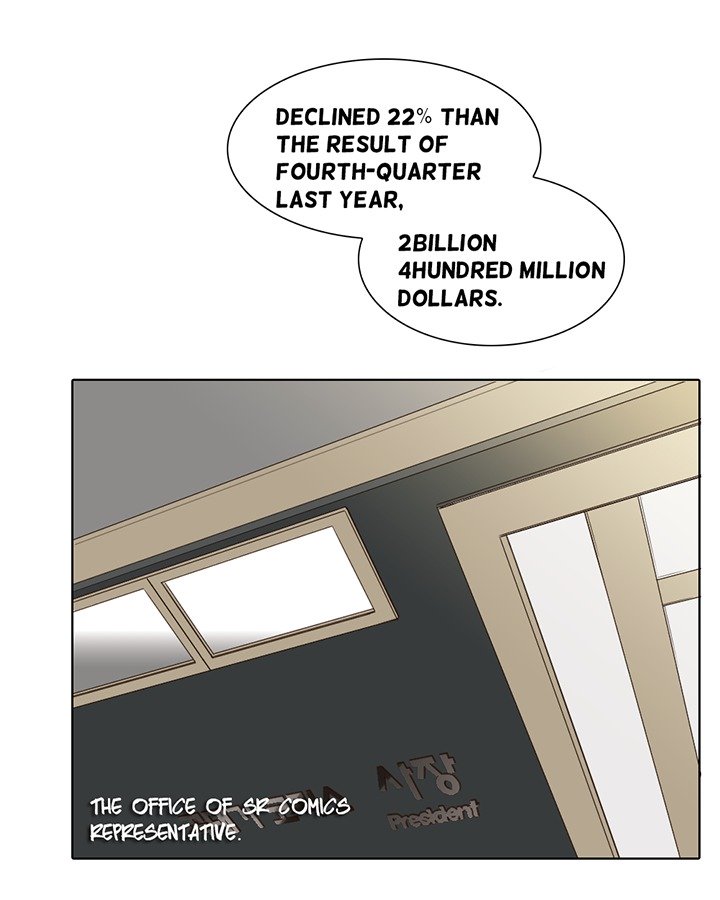 DECLINED 22% THAN
THE RESULT OF
FOURTH-QUARTER
LAST YEAR,
2BILLION
4HUNDRED MILLION
DOLLARS.
사장
President
THE OFFICE OF SR COMICS
REPRESENTATIVE.